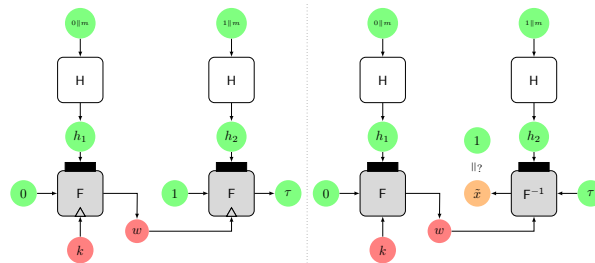 0∥m 1∥m 0∥m 1∥m
H H H H
h₁ h₂ h₁ 1 h₂
∥?
0 F 1 F τ 0 F x̃ F⁻¹ τ
w w
k k